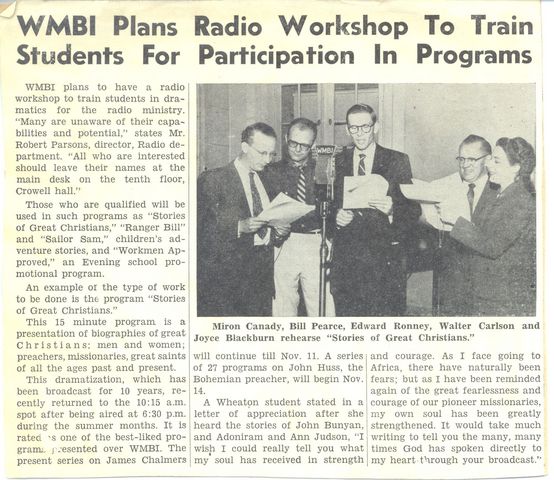 WMBI Plans Radio Workshop To Train
Students For Participation In Programs
WMBI plans to have a radio
workshop to train students in dra-
matics for the radio ministry.
"Many are unaware of their capa-
bilities and potential," states Mr.
Robert Parsons, director, Radio de-
partment. "All who are interested
should leave their names at the
main desk on the tenth floor,
Crowell hall."
Those who are qualified will be
used in such programs as "Stories
of Great Christians," "Ranger Bill"
and "Sailor Sam," children's ad-
venture stories, and "Workmen Ap-
proved," an Evening school pro-
motional program.
An example of the type of work
to be done is the program "Stories
of Great Christians."
This 15 minute program is a
presentation of biographies of great
Christians; men and women;
preachers, missionaries, great saints
of all the ages past and present.
This dramatization, which has
been broadcast for 10 years, re-
cently returned to the 10:15 a.m.
spot after being aired at 6:30 p.m.
during the summer months. It is
rated as one of the best-liked pro-
grams presented over WMBI. The
present series on James Chalmers
WMBI
Miron Canady, Bill Pearce, Edward Ronney, Walter Carlson and
Joyce Blackburn rehearse "Stories of Great Christians."
will continue till Nov. 11. A series
of 27 programs on John Huss, the
Bohemian preacher, will begin Nov.
14.
A Wheaton student stated in a
letter of appreciation after she
heard the stories of John Bunyan,
and Adoniram and Ann Judson, "I
wish I could really tell you what
my soul has received in strength
and courage. As I face going to
Africa, there have naturally been
fears; but as I have been reminded
again of the great fearlessness and
courage of our pioneer missionaries,
my own soul has been greatly
strengthened. It would take much
writing to tell you the many, many
times God has spoken directly to
my heart through your broadcast."